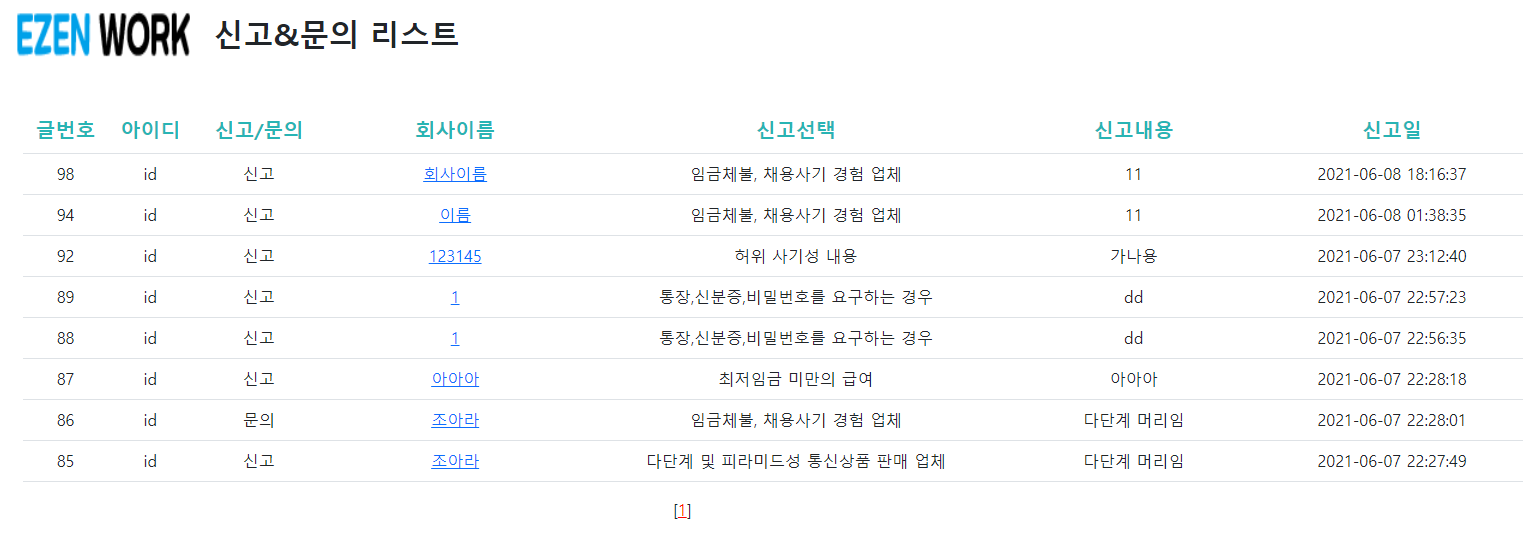 EZEN WORK 신고&문의 리스트
글번호 아이디 신고/문의 회사이름 신고선택 신고내용 신고일
98 id 신고 회사이름 임금체불, 채용사기 경험 업체 11 2021-06-08 18:16:37
94 id 신고 이름 임금체불, 채용사기 경험 업체 11 2021-06-08 01:38:35
92 id 신고 123145 허위 사기성 내용 가나용 2021-06-07 23:12:40
89 id 신고 1 통장,신분증,비밀번호를 요구하는 경우 dd 2021-06-07 22:57:23
88 id 신고 1 통장,신분증,비밀번호를 요구하는 경우 dd 2021-06-07 22:56:35
87 id 신고 아아아 최저임금 미만의 급여 아아아 2021-06-07 22:28:18
86 id 문의 조아라 임금체불, 채용사기 경험 업체 다단계 머리임 2021-06-07 22:28:01
85 id 신고 조아라 다단계 및 피라미드성 통신상품 판매 업체 다단계 머리임 2021-06-07 22:27:49
[1]